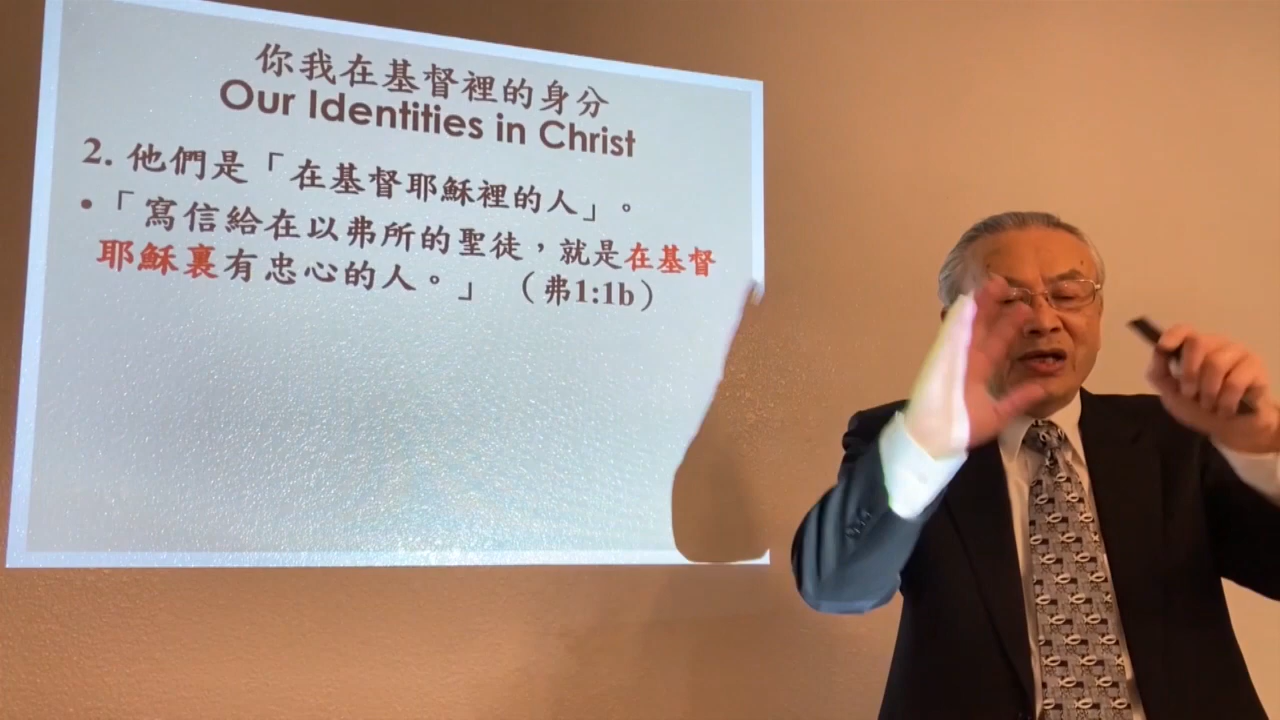 你我在基督裡的身分
Our Identities in Christ
2. 他們是「在基督耶穌裡的人」。
•「寫信給在以弗所的聖徒，就是在基督
耶穌裏有忠心的人。」（弗1:1b）